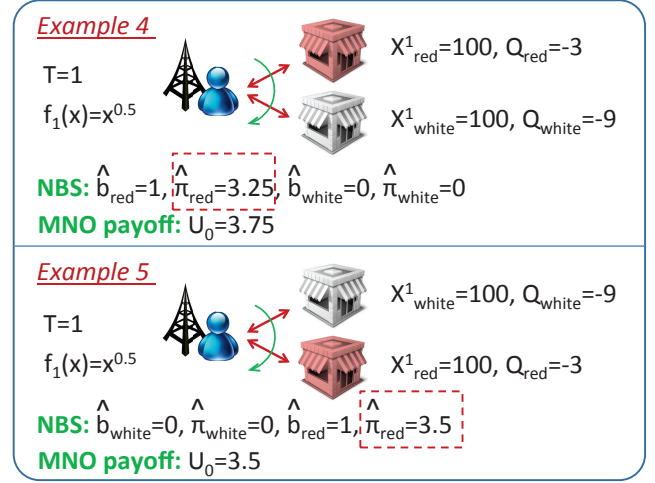 Example 4
X¹red=100, Qred=-3
T=1
f₁(x)=x⁰·⁵
X¹white=100, Qwhite=-9
NBS: b̂red=1, π̂red=3.25, b̂white=0, π̂white=0
MNO payoff: U₀=3.75
Example 5
X¹white=100, Qwhite=-9
T=1
f₁(x)=x⁰·⁵
X¹red=100, Qred=-3
NBS: b̂white=0, π̂white=0, b̂red=1, π̂red=3.5
MNO payoff: U₀=3.5